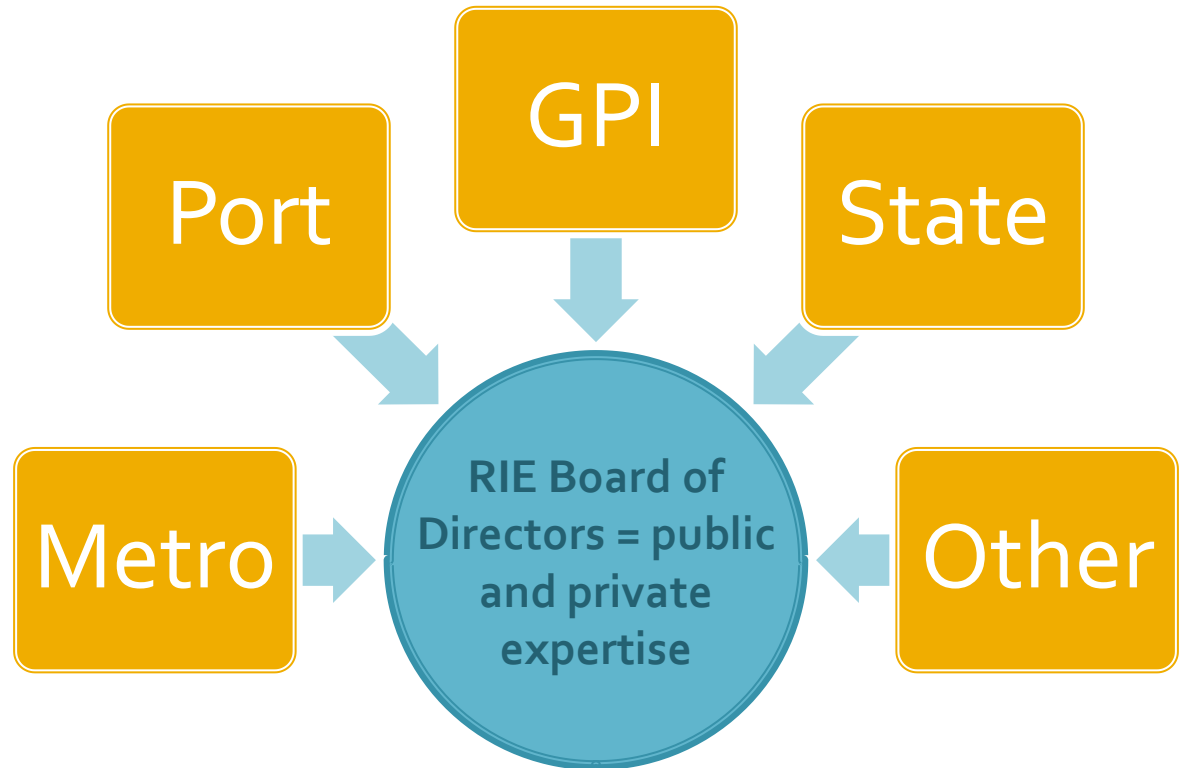 GPI
Port
State
Metro
Other
RIE Board of
Directors = public
and private
expertise